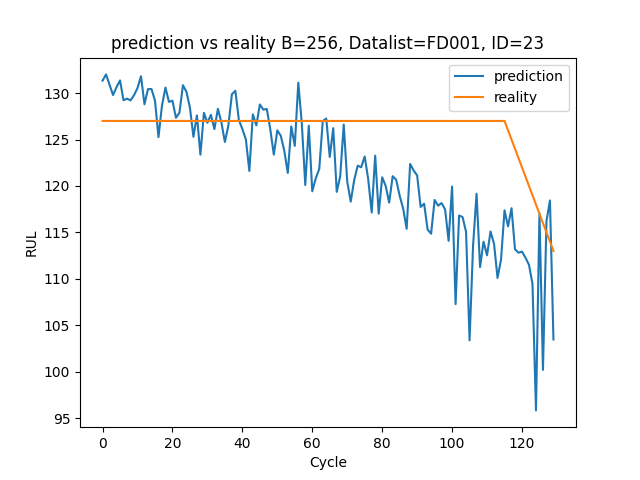 prediction vs reality B=256, Datalist=FD001, ID=23
prediction
reality
RUL
130
125
120
115
110
105
100
95
0 20 40 60 80 100 120
Cycle